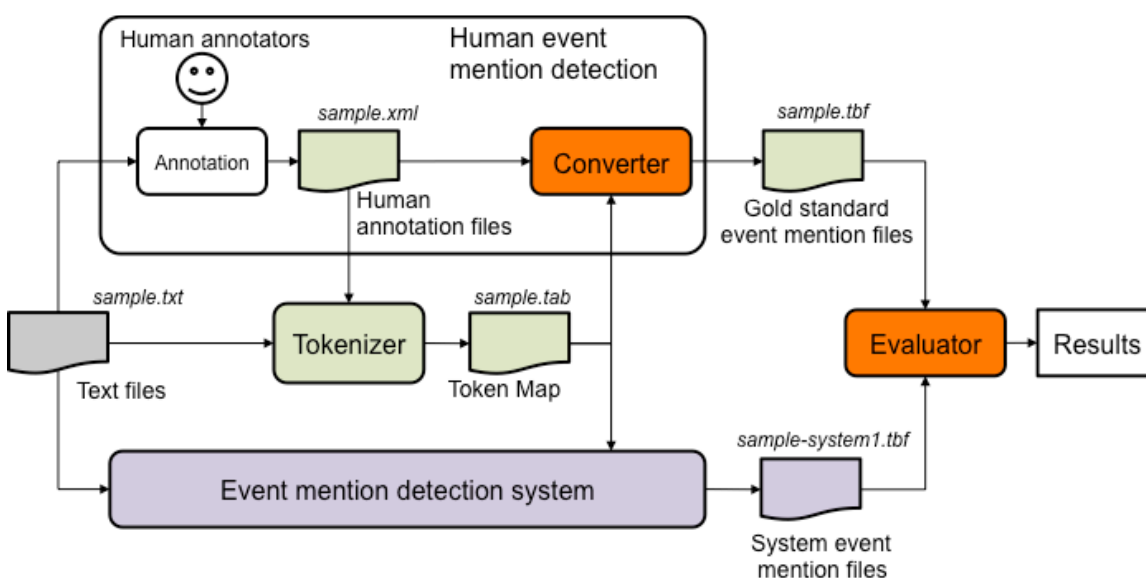 Human annotators
Human event
mention detection
sample.xml
sample.tbf
Annotation
Converter
Human
annotation files
Gold standard
event mention files
sample.txt
sample.tab
Tokenizer
Evaluator
Results
Text files
Token Map
sample-system1.tbf
Event mention detection system
System event
mention files